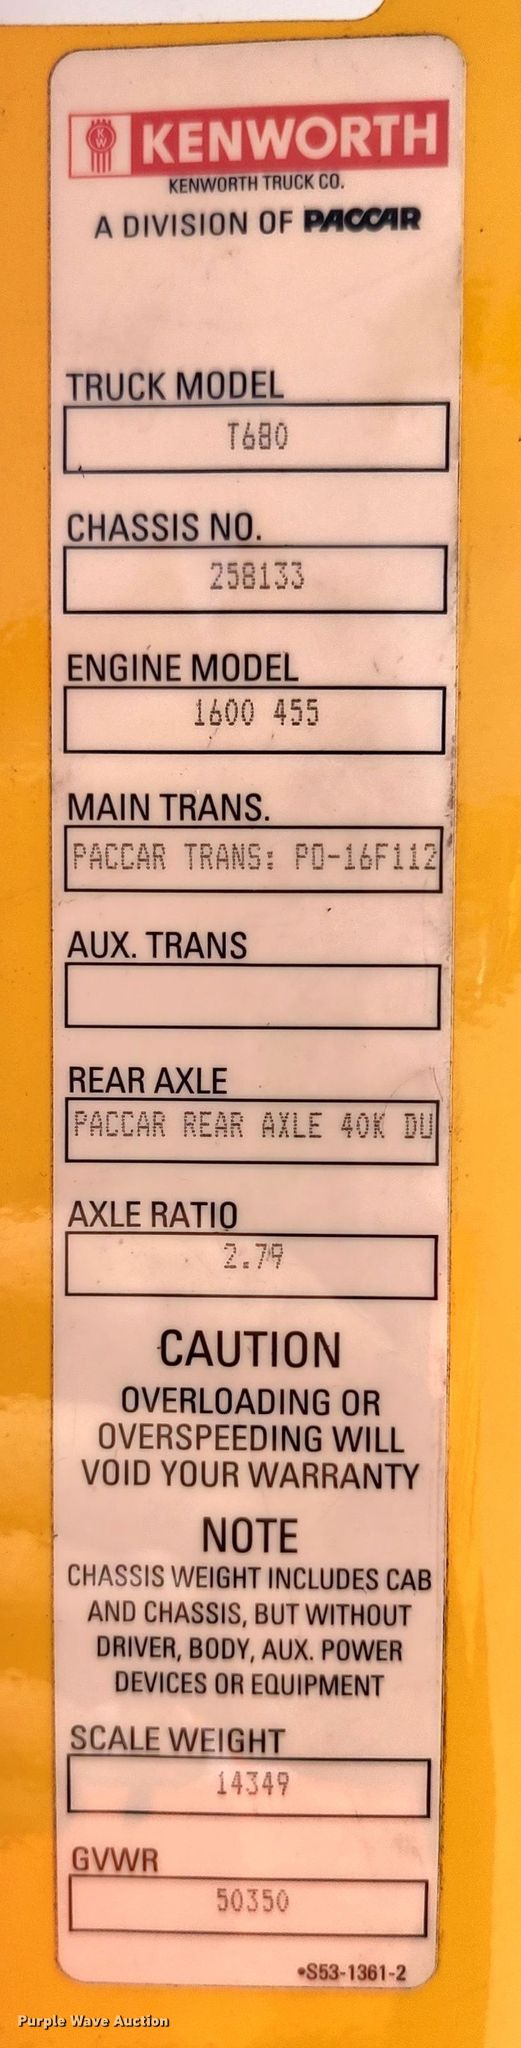 KW KENWORTH
KENWORTH TRUCK CO.
A DIVISION OF PACCAR
TRUCK MODEL
T680
CHASSIS NO.
258133
ENGINE MODEL
1600 455
MAIN TRANS.
PACCAR TRANS: PO-16F112
AUX. TRANS
REAR AXLE
PACCAR REAR AXLE 40K DU
AXLE RATIO
2.79
CAUTION
OVERLOADING OR
OVERSPEEDING WILL
VOID YOUR WARRANTY
NOTE
CHASSIS WEIGHT INCLUDES CAB
AND CHASSIS, BUT WITHOUT
DRIVER, BODY, AUX. POWER
DEVICES OR EQUIPMENT
SCALE WEIGHT
14349
GVWR
50350
•S53-1361-2
Purple Wave Auction